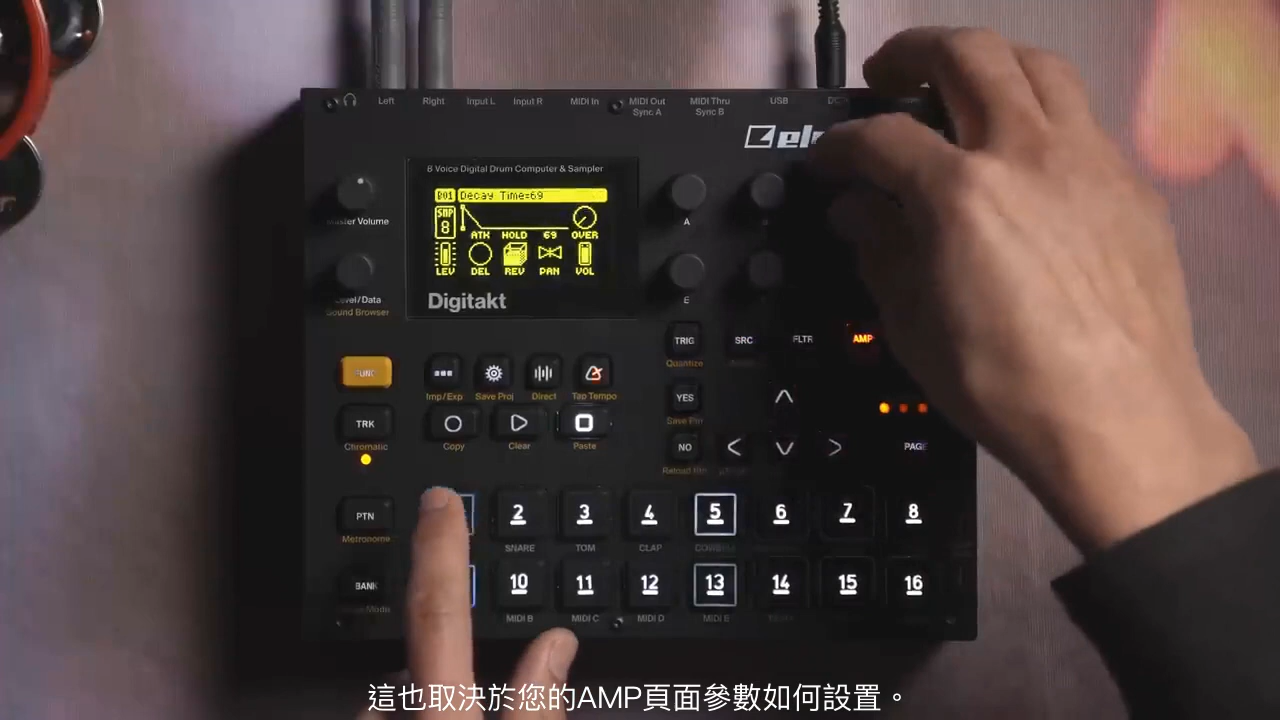 Left Right Input L Input R MIDI In MIDI Out MIDI Thru USB
Sync A Sync B
8 Voice Digital Drum Computer & Sampler
B01 Decay Time=69
SMP
8
ATK HOLD 69 OVER
LEV DEL REV PAN VOL
Digitakt
Master Volume
A
Level/Data
Sound Browser
E
TRIG SRC FLTR AMP
Quantize
FUNC
Imp/Exp Save Proj Direct Tap Tempo
YES
TRK
Chromatic
Copy Clear Paste
NO
PAGE
PTN
Metronome
2 3 4 5 6 7 8
SNARE TOM CLAP COWBELL
BANK
10 11 12 13 14 15 16
MIDI B MIDI C MIDI D MIDI E
這也取決於您的AMP頁面參數如何設置。